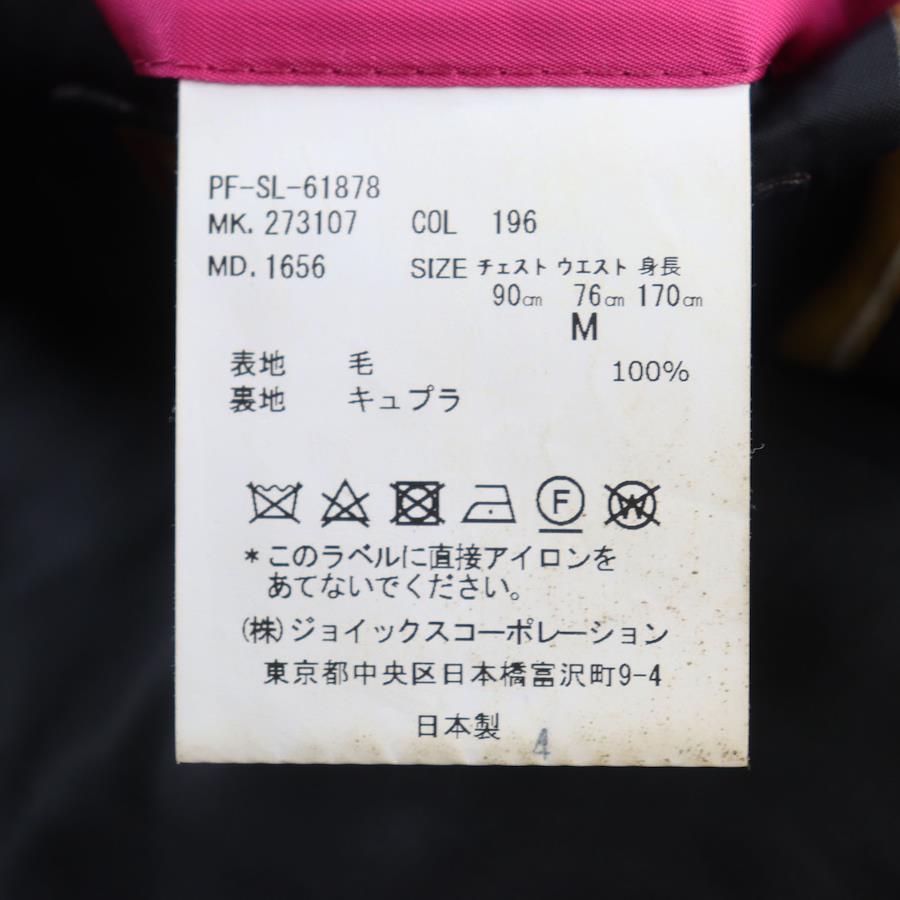 PF-SL-61878
MK. 273107 COL 196
MD. 1656 SIZE チェスト ウエスト 身長
90cm 76cm 170cm
M
表地 毛 100%
裏地 キュプラ
F
W
*このラベルに直接アイロンを
あてないでください。
(株)ジョイックスコーポレーション
東京都中央区日本橋富沢町9-4
日本製
4